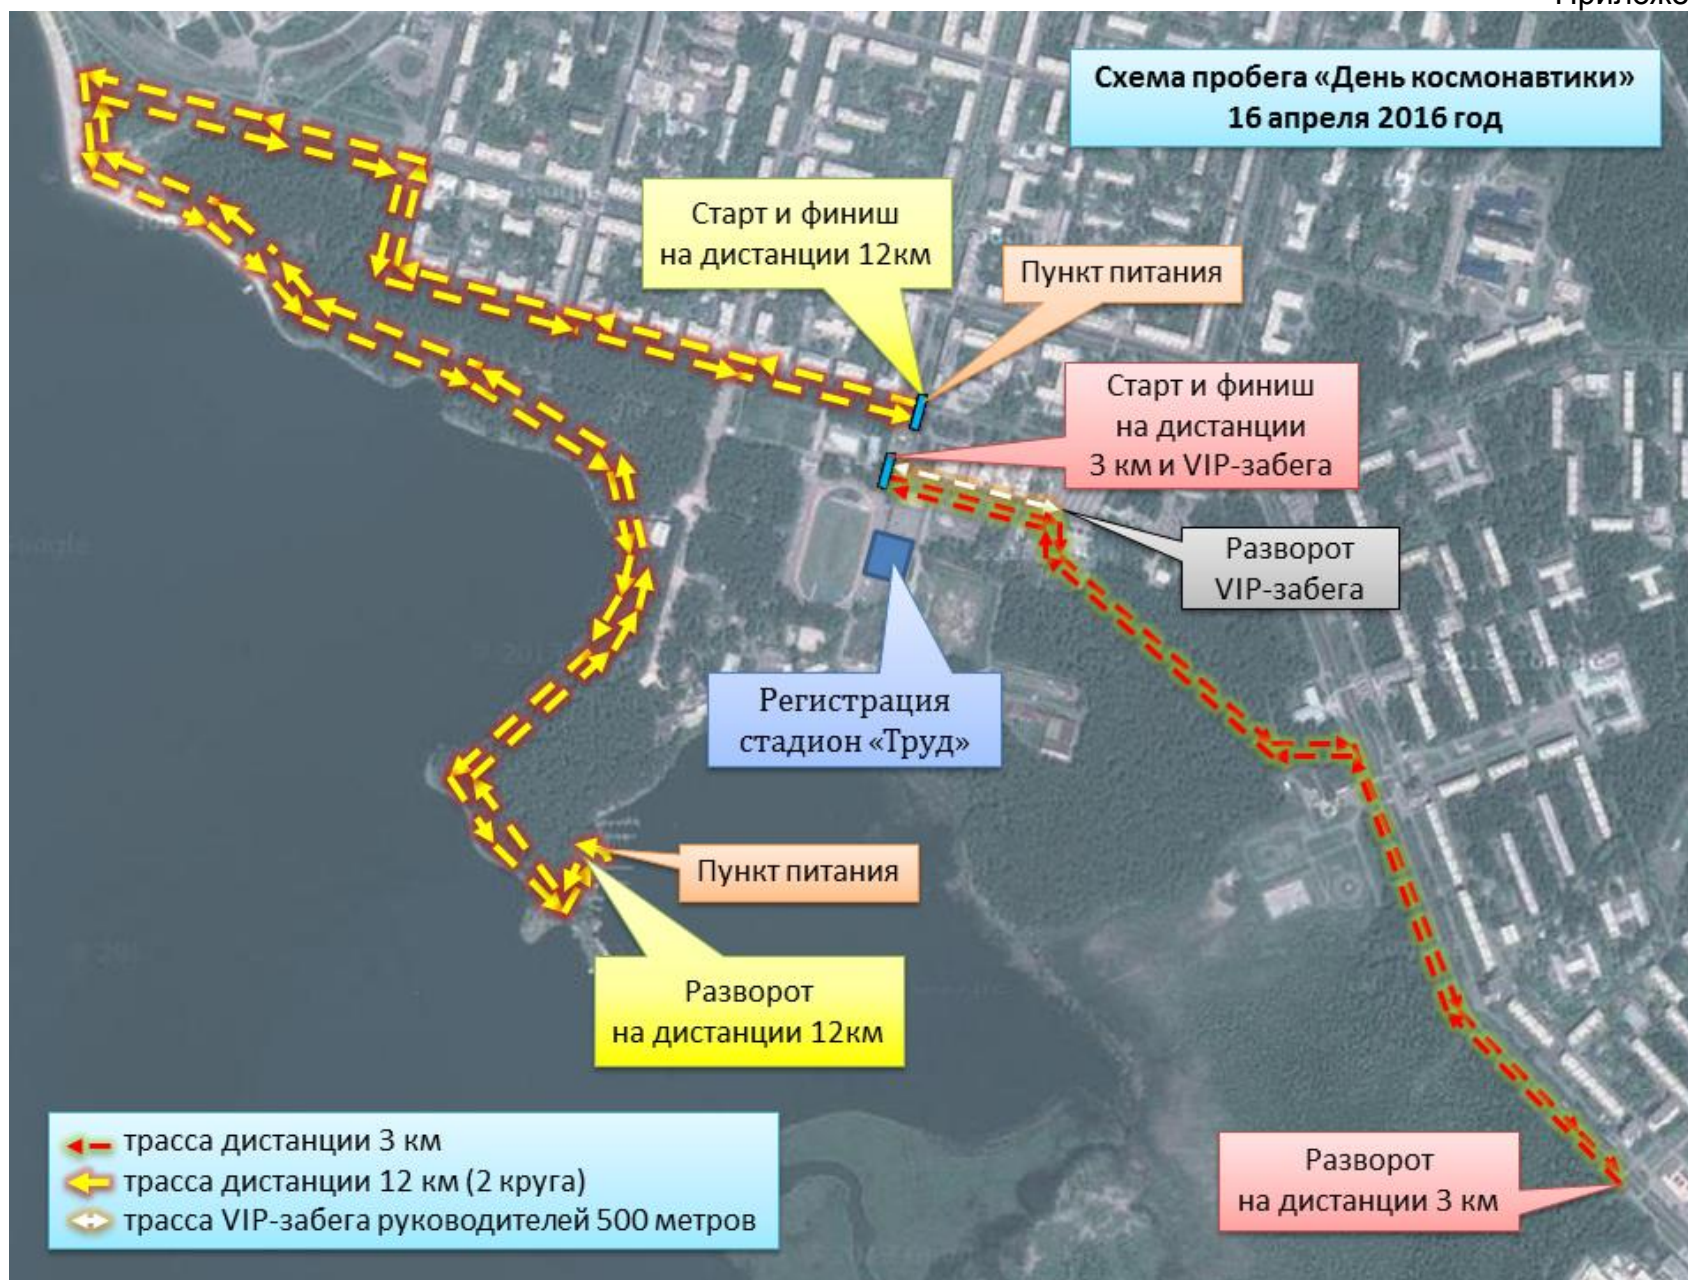 Схема пробега «День космонавтики»
16 апреля 2016 год
Старт и финиш
на дистанции 12км
Пункт питания
Старт и финиш
на дистанции
3 км и VIP-забега
Разворот
VIP-забега
Регистрация
стадион «Труд»
Пункт питания
Разворот
на дистанции 12км
Разворот
на дистанции 3 км
трасса дистанции 3 км
трасса дистанции 12 км (2 круга)
трасса VIP-забега руководителей 500 метров